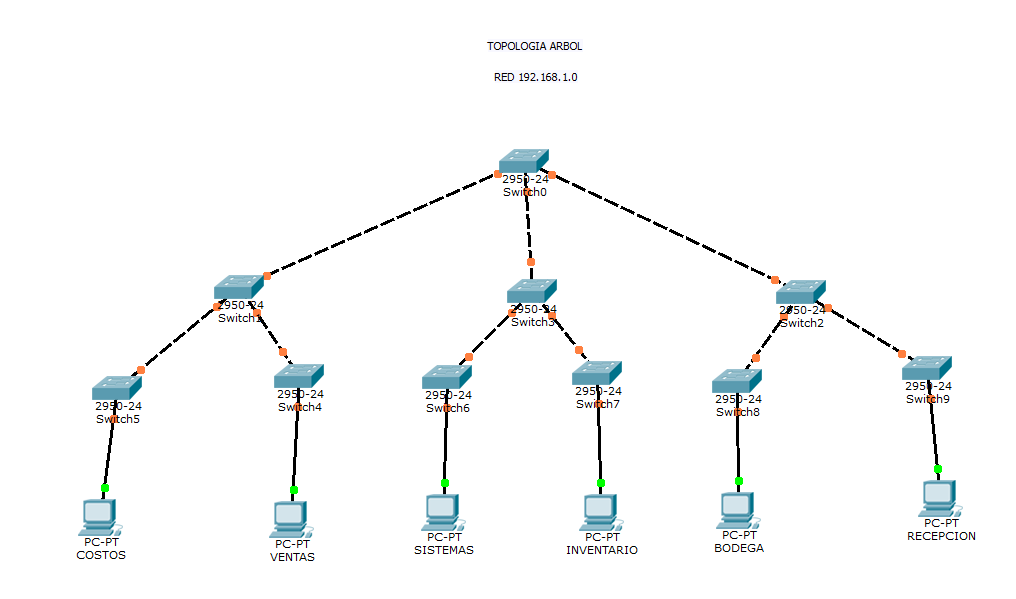 TOPOLOGIA ARBOL
RED 192.168.1.0
2950-24
Switch0
2950-24
Switch1
2950-24
Switch3
2950-24
Switch2
2950-24
Switch5
2950-24
Switch4
2950-24
Switch6
2950-24
Switch7
2950-24
Switch8
2950-24
Switch9
PC-PT
COSTOS
PC-PT
VENTAS
PC-PT
SISTEMAS
PC-PT
INVENTARIO
PC-PT
BODEGA
PC-PT
RECEPCION